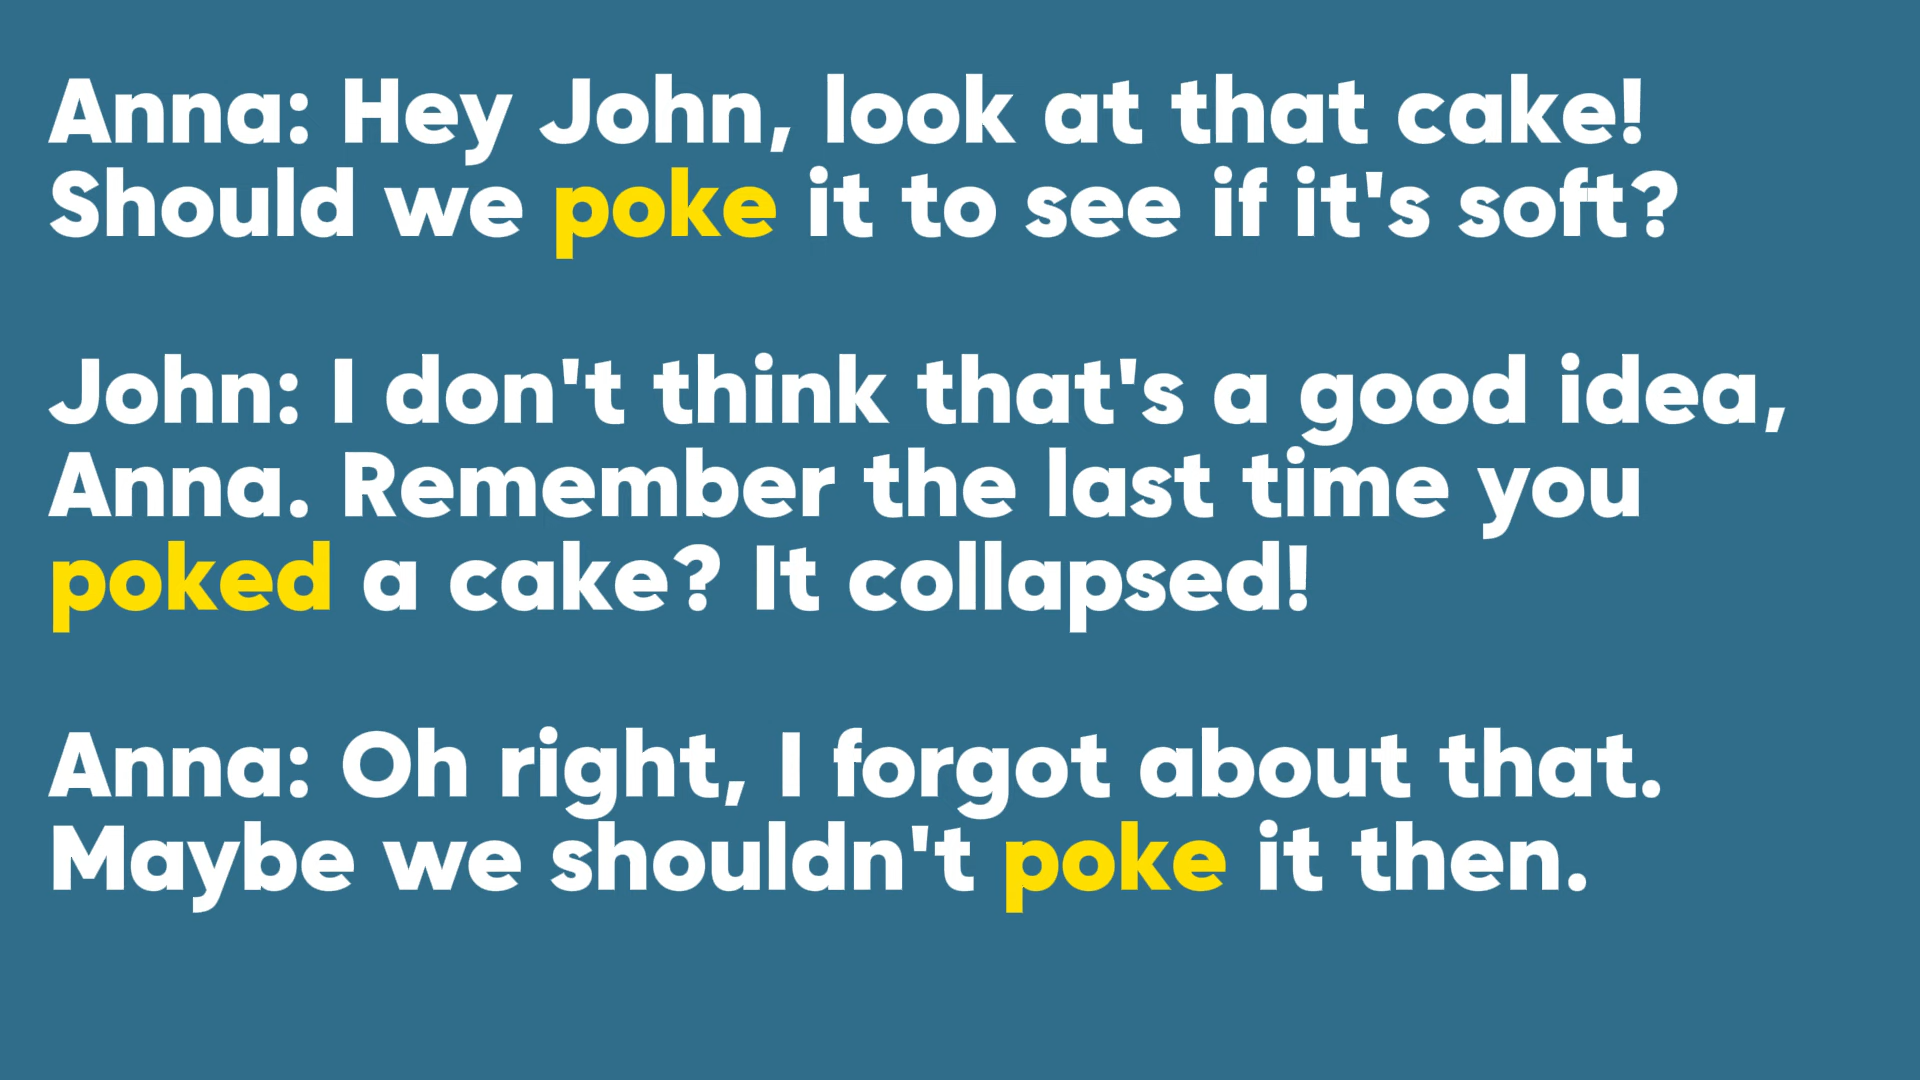 Anna: Hey John, look at that cake!
Should we poke it to see if it's soft?
John: I don't think that's a good idea,
Anna. Remember the last time you
poked a cake? It collapsed!
Anna: Oh right, I forgot about that.
Maybe we shouldn't poke it then.